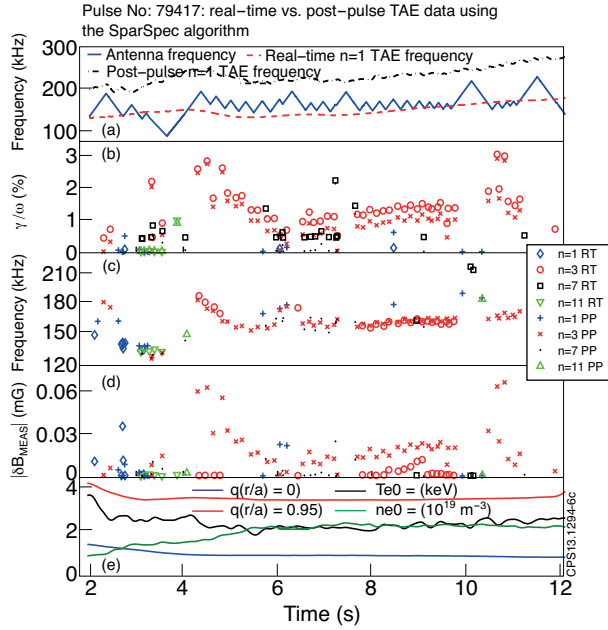 Pulse No: 79417: real-time vs. post-pulse TAE data using
the SparSpec algorithm
Frequency (kHz)
300
200
100
Antenna frequency
Real-time n=1 TAE frequency
Post-pulse n=1 TAE frequency
(a)
γ/ω (%)
3
2
1
0
(b)
Frequency (kHz)
210
180
150
120
(c)
n=1 RT
n=3 RT
n=7 RT
n=11 RT
n=1 PP
n=3 PP
n=7 PP
n=11 PP
|δB_MEAS| (mG)
0.06
0.03
0
(d)
4
2
0
q(r/a) = 0)
Te0 = (keV)
q(r/a) = 0.95)
ne0 = (10^19 m^-3)
(e)
CPS13.1294-6c
2 4 6 8 10 12
Time (s)